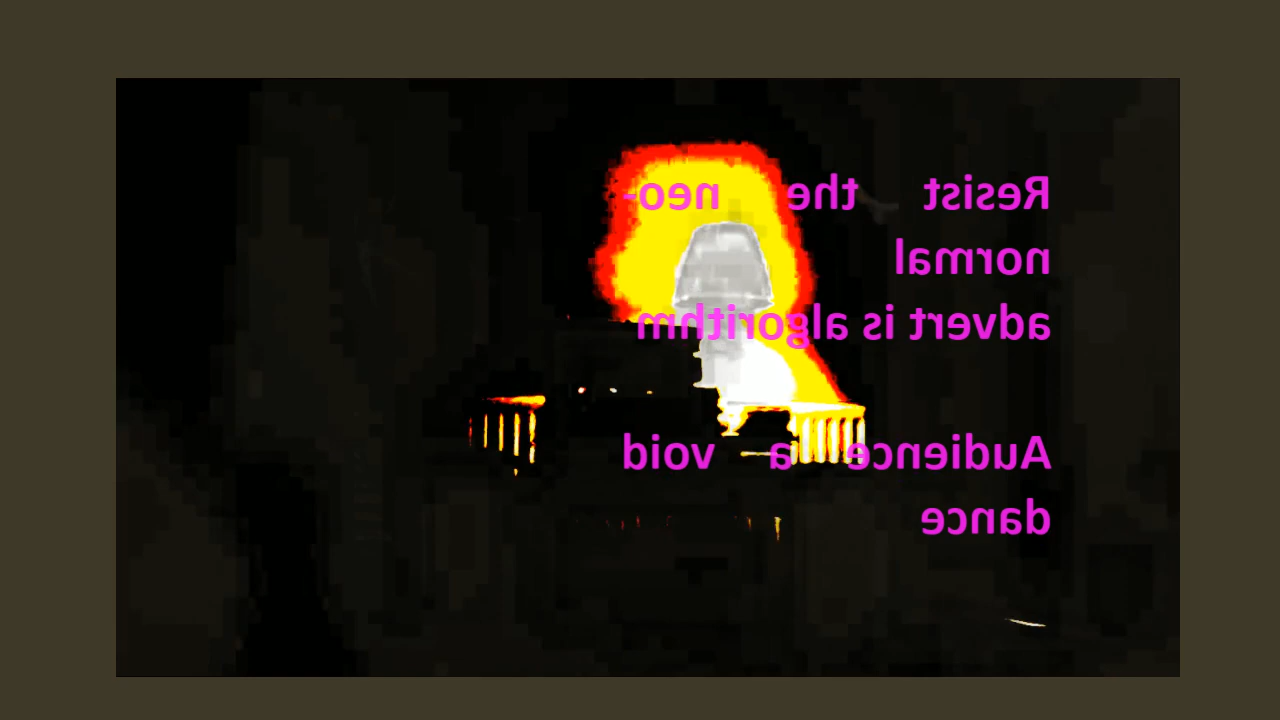 Resist the neo-
normal
advert is algorithm
Audience a void
dance